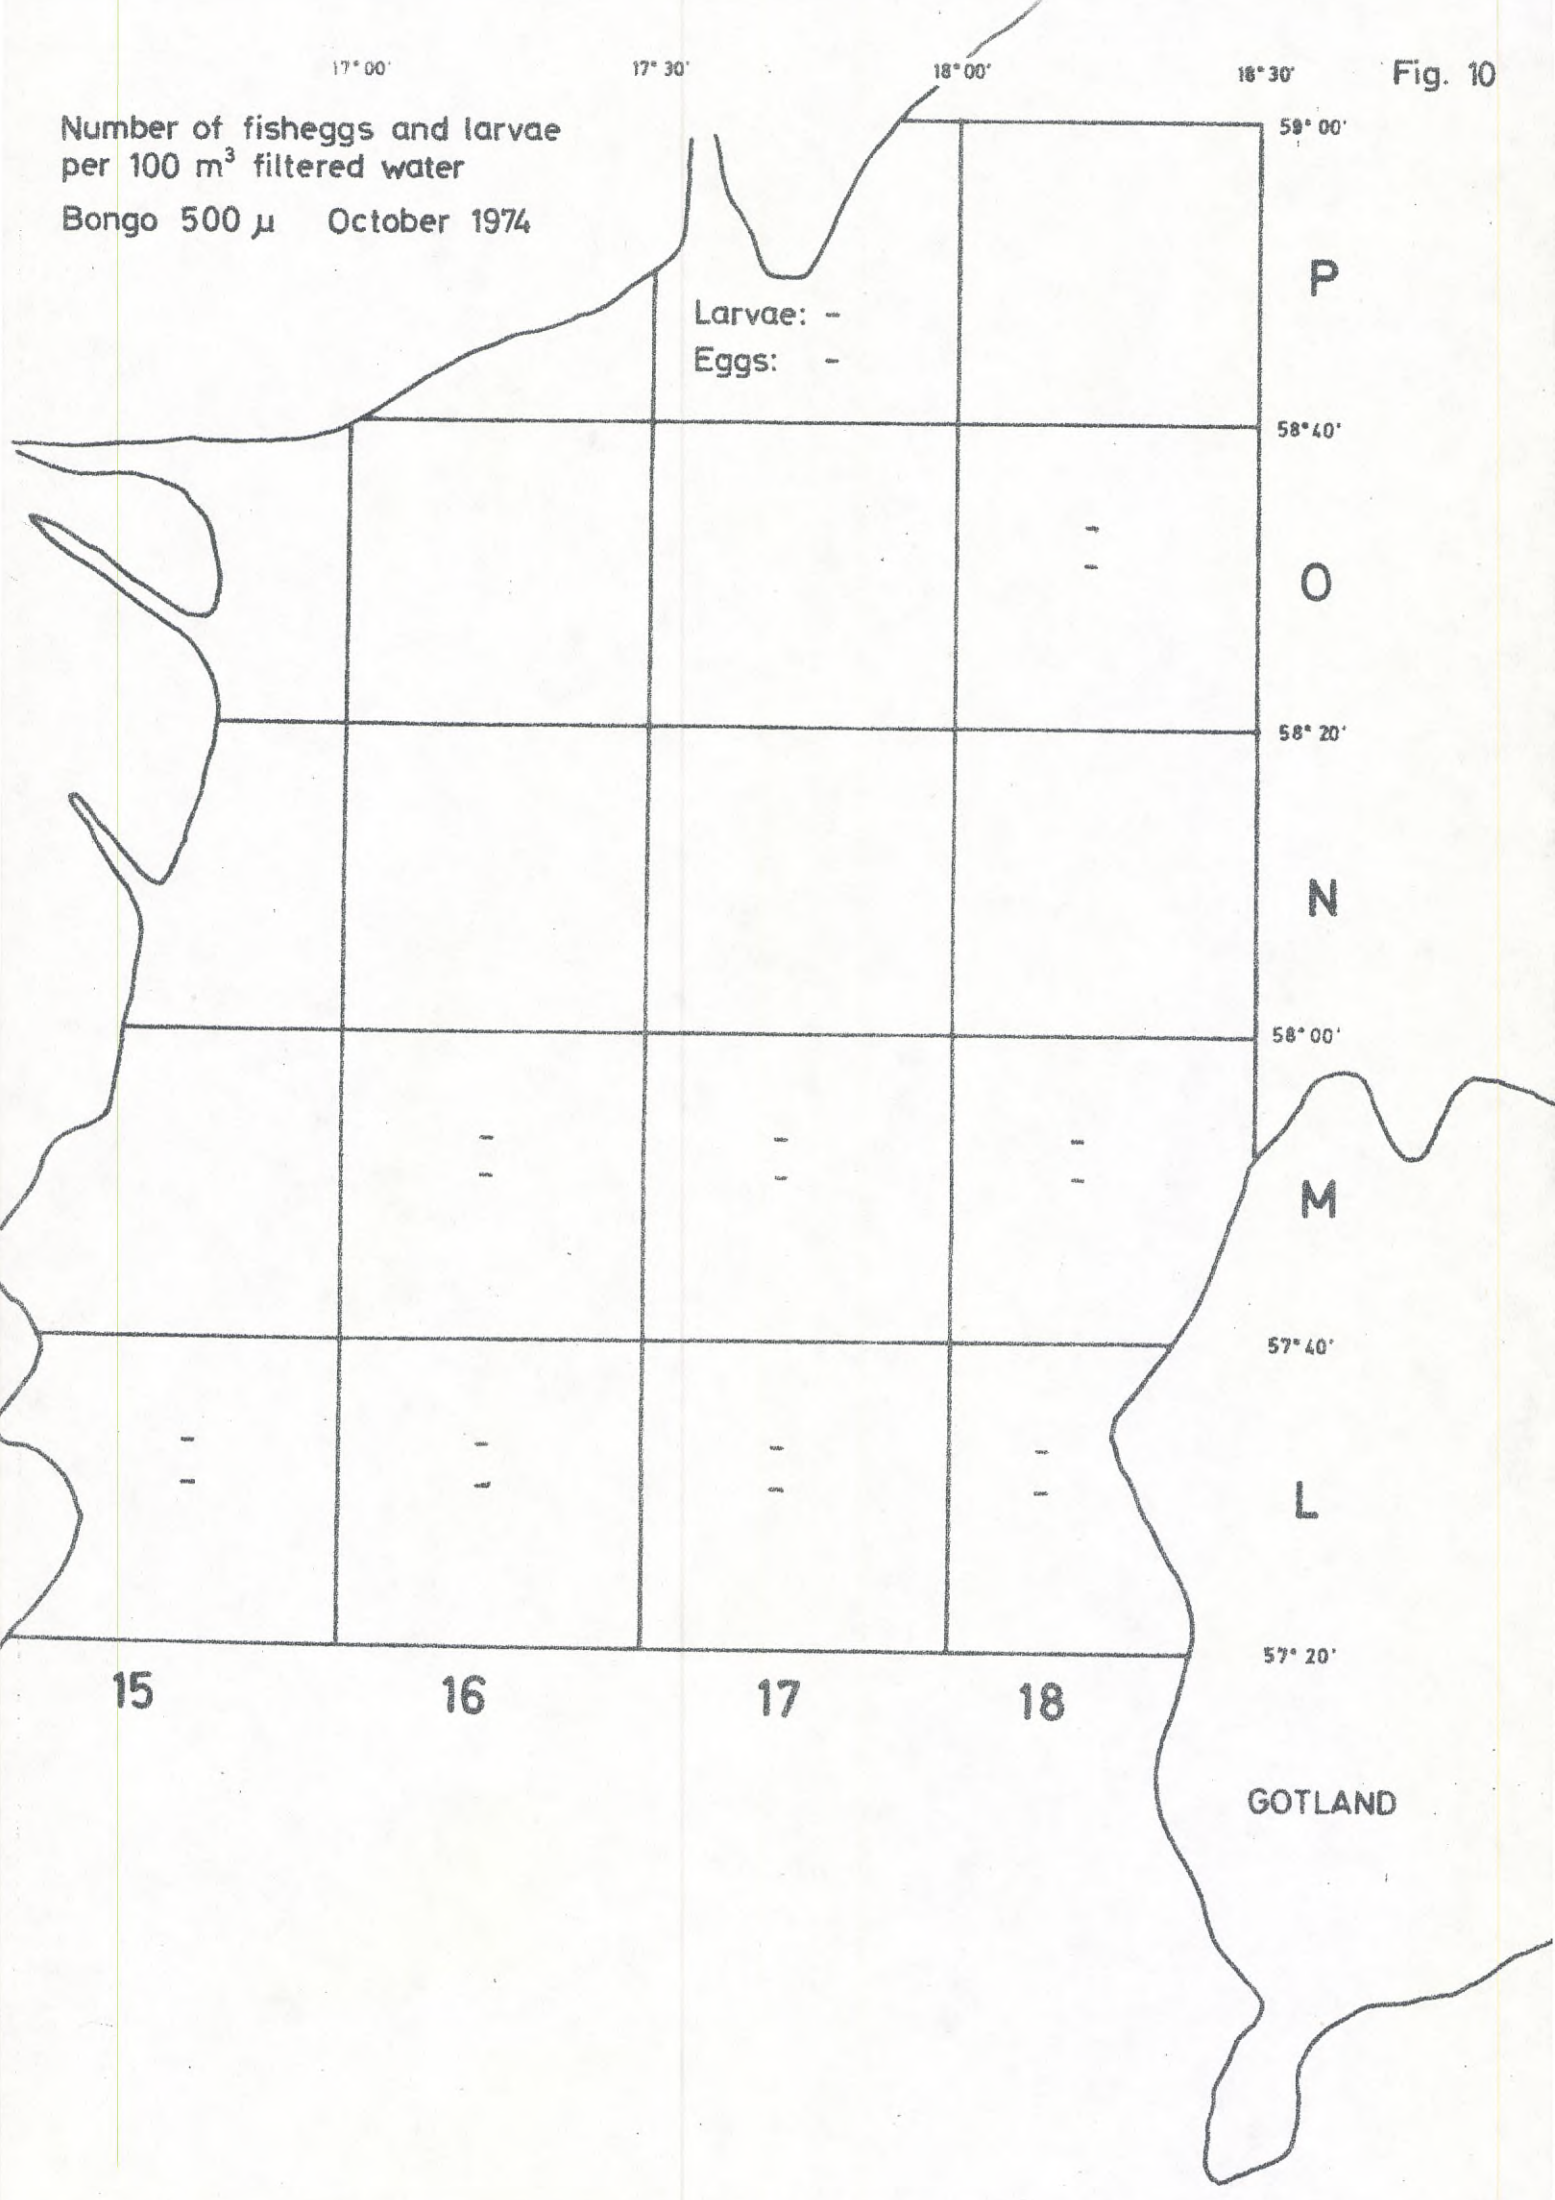 17° 00'
17° 30'
18° 00'
18° 30'
Fig. 10
Number of fisheggs and larvae
per 100 m³ filtered water
Bongo 500 µ October 1974
59° 00'
P
Larvae: -
Eggs: -
58° 40'
-
-
O
58° 20'
N
58° 00'
- - -
- - -
M
57° 40'
- - - -
- - - -
L
57° 20'
15 16 17 18
GOTLAND